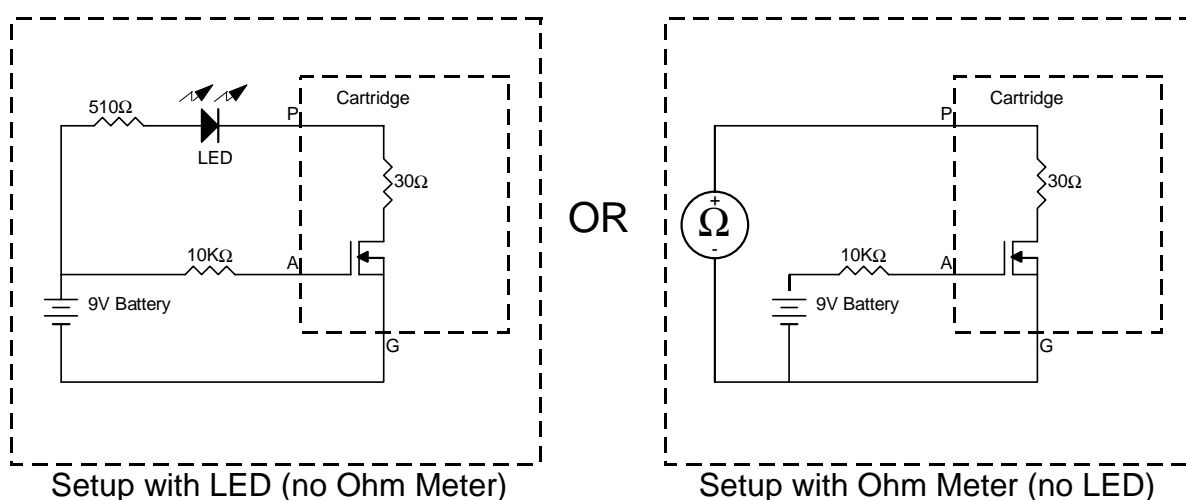 Cartridge
P
510Ω
LED
30Ω
10KΩ
A
9V Battery
G
Setup with LED (no Ohm Meter)
OR
Cartridge
P
30Ω
+
Ω
-
10KΩ
A
9V Battery
G
Setup with Ohm Meter (no LED)